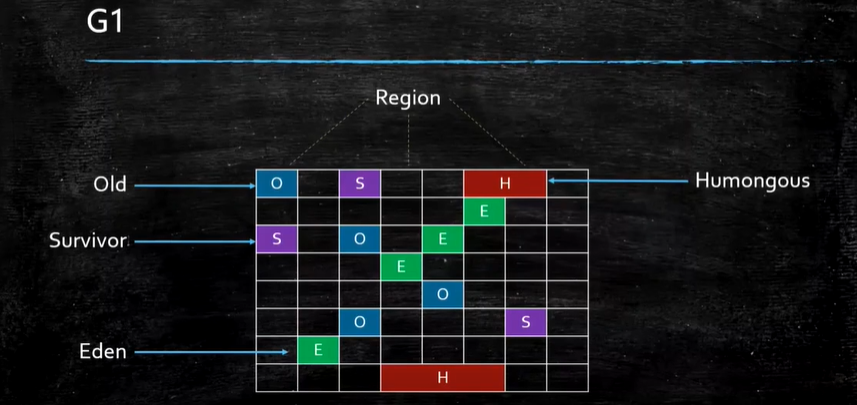 G1
Region
Old
O S H
Humongous
E
Survivor
S O E
E
O
O S
Eden
E
H